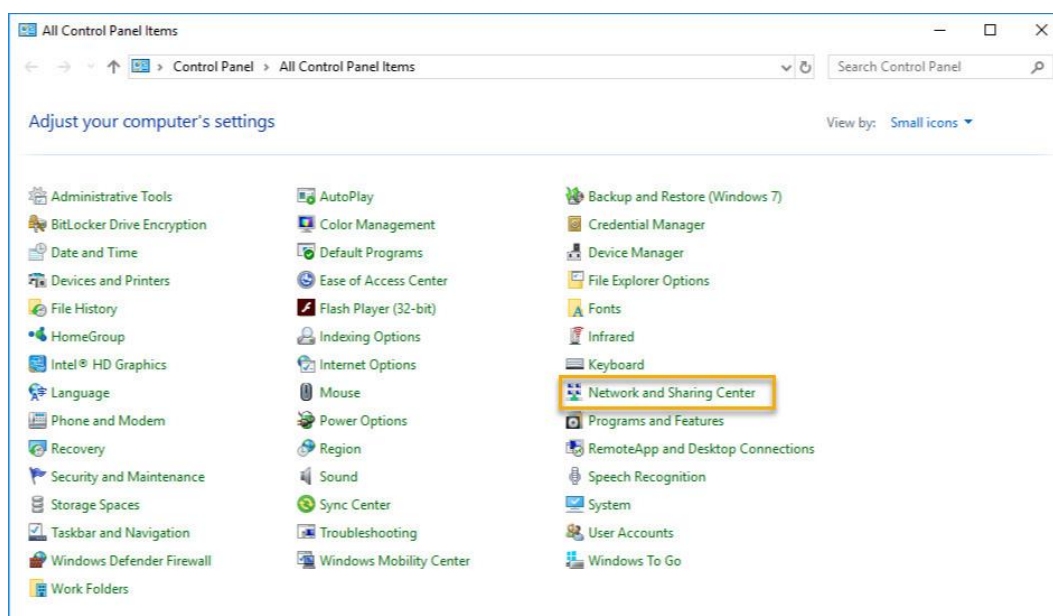 All Control Panel Items
Control Panel > All Control Panel Items
Search Control Panel
Adjust your computer's settings
View by: Small icons
Administrative Tools
AutoPlay
Backup and Restore (Windows 7)
BitLocker Drive Encryption
Color Management
Credential Manager
Date and Time
Default Programs
Device Manager
Devices and Printers
Ease of Access Center
File Explorer Options
File History
Flash Player (32-bit)
Fonts
HomeGroup
Indexing Options
Infrared
Intel® HD Graphics
Internet Options
Keyboard
Language
Mouse
Network and Sharing Center
Phone and Modem
Power Options
Programs and Features
Recovery
Region
RemoteApp and Desktop Connections
Security and Maintenance
Sound
Speech Recognition
Storage Spaces
Sync Center
System
Taskbar and Navigation
Troubleshooting
User Accounts
Windows Defender Firewall
Windows Mobility Center
Windows To Go
Work Folders